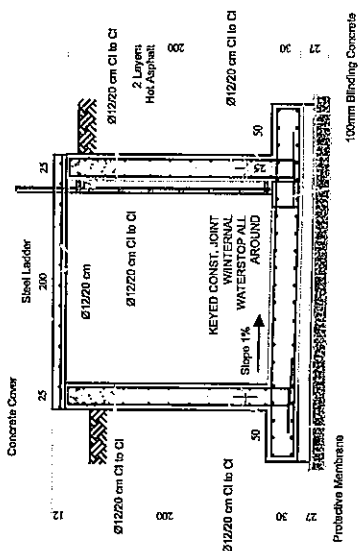 Concrete Cover
Steel Ladder
25
200
25
12
Ø12/20 cm Cl to Cl
Ø12/20 cm
Ø12/20 cm Cl to Cl
Ø12/20 cm Cl to Cl
2 Layers
Hot Asphalt
200
200
KEYED CONST. JOINT
W/INTERNAL
WATERSTOP ALL
AROUND
Slope 1%
Ø12/20 cm Cl to Cl
Ø12/20 cm Cl to Cl
50
25
50
30
30
27
27
Protective Membrane
100mm Blinding Concrete